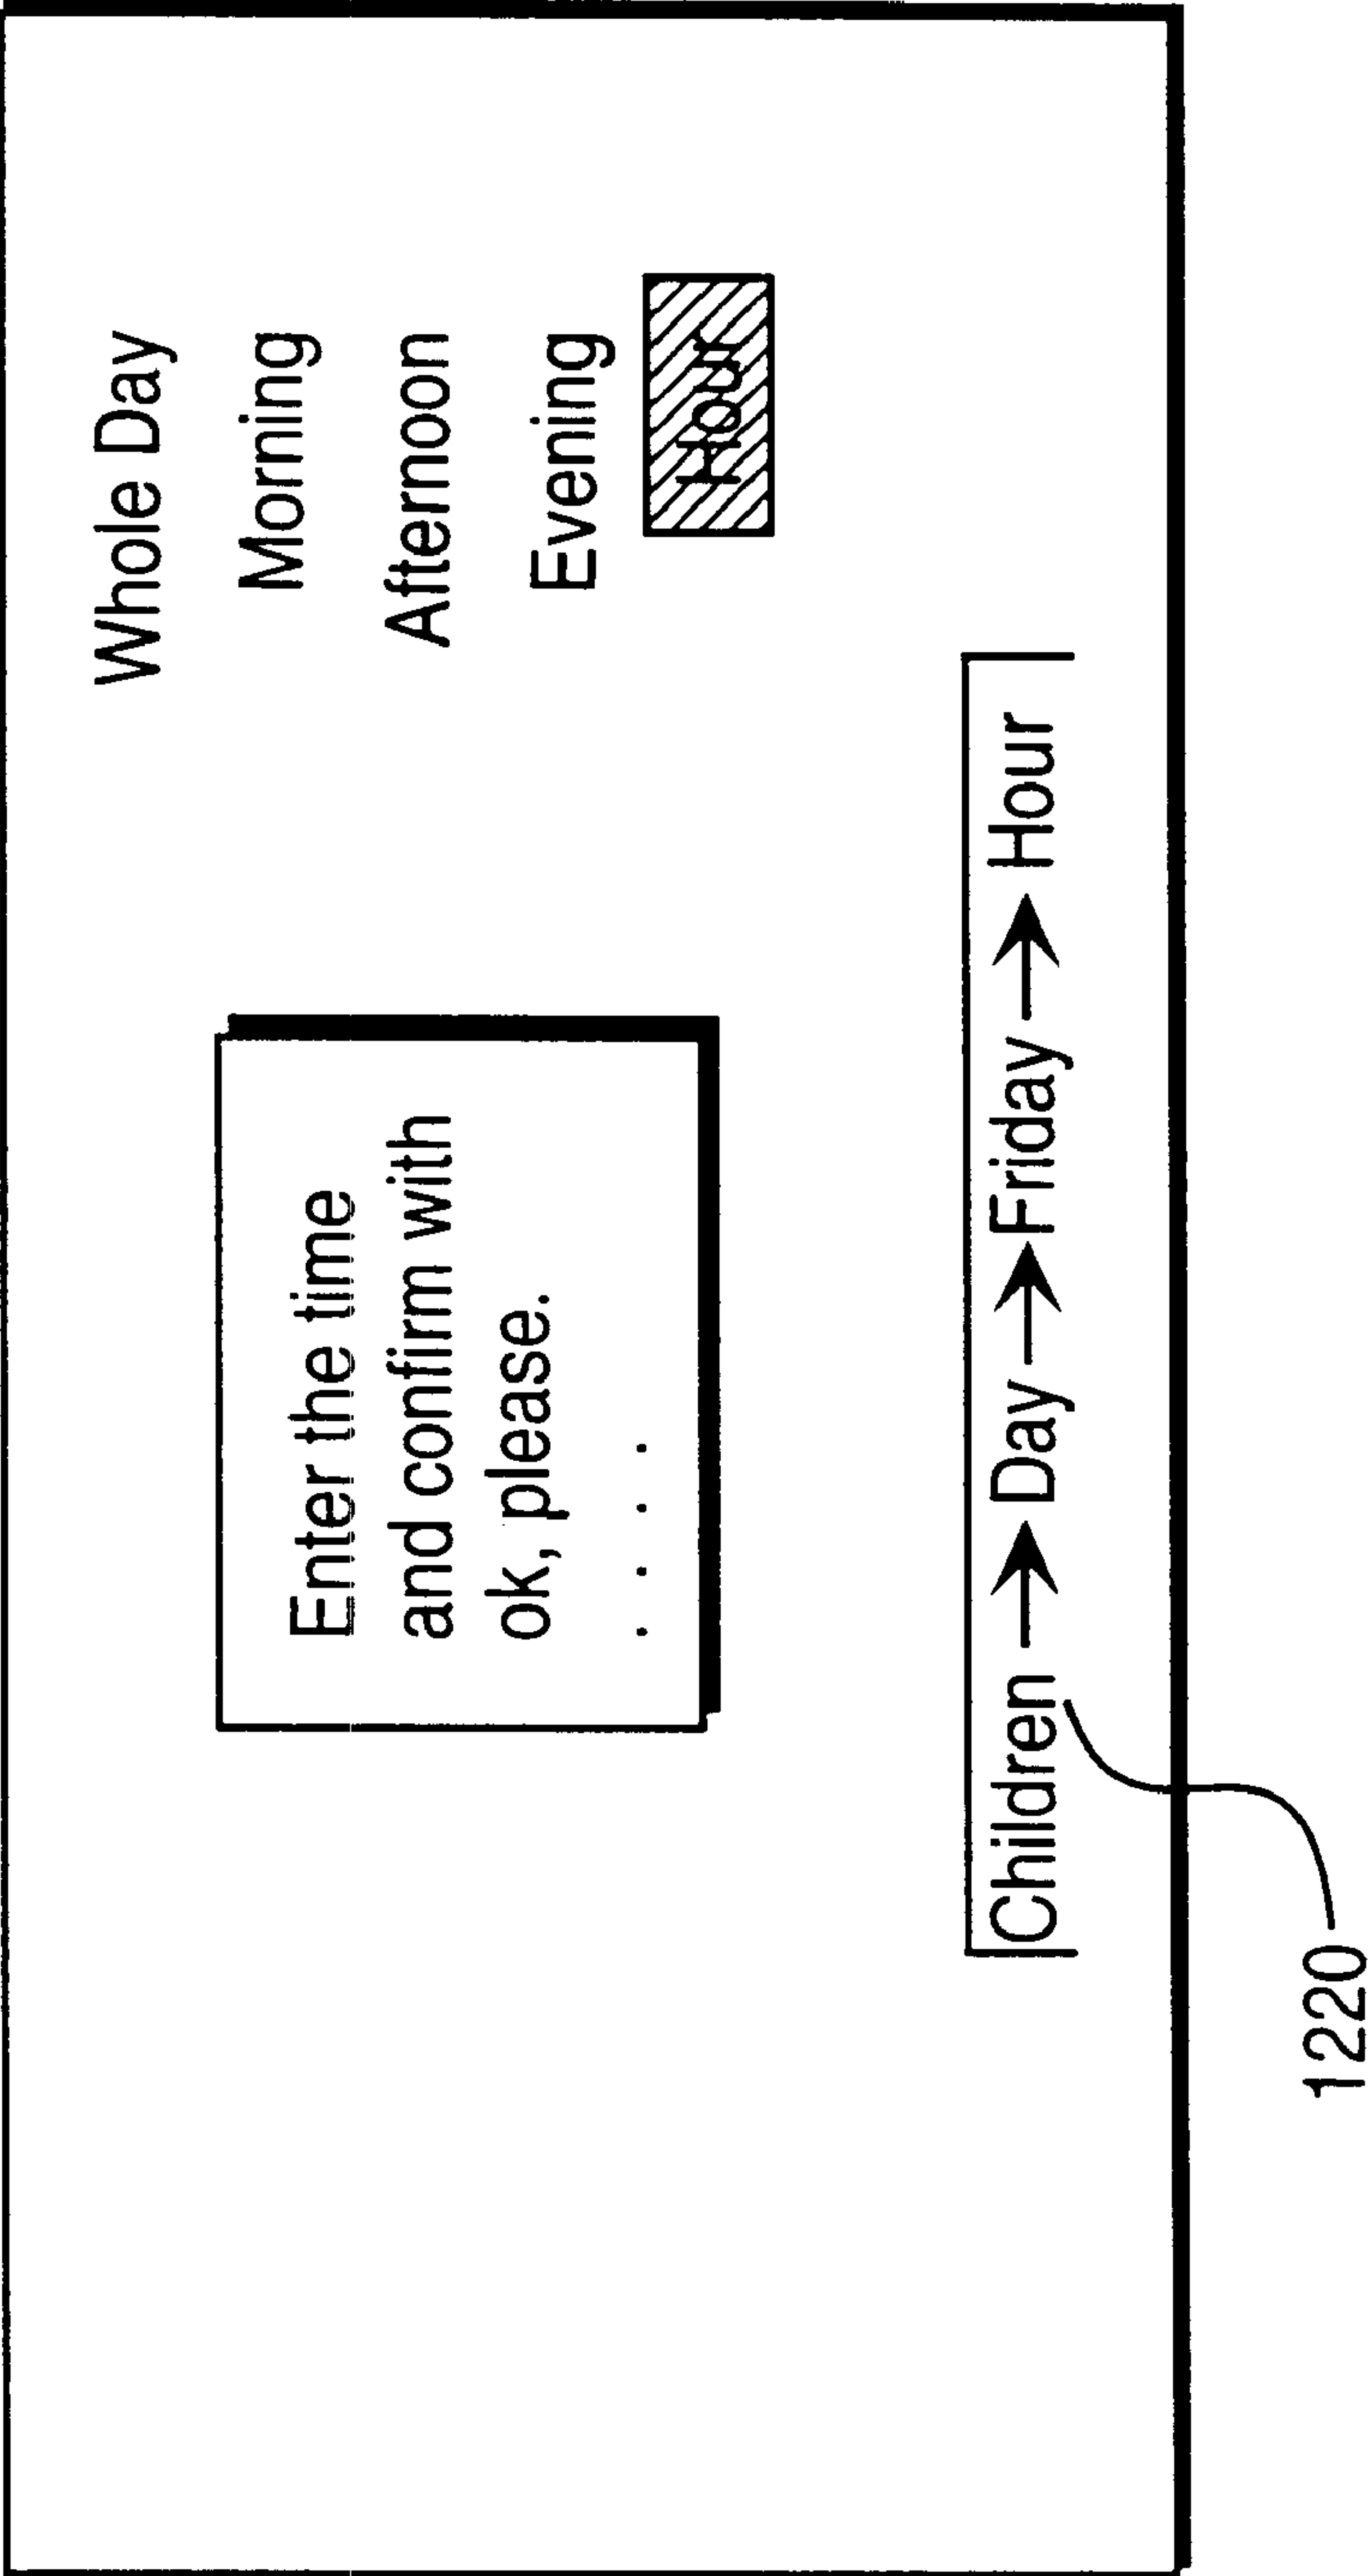 Whole Day
Morning
Afternoon
Evening
Hour
Enter the time
and confirm with
ok, please.
. . . .
Children → Day → Friday → Hour
1220